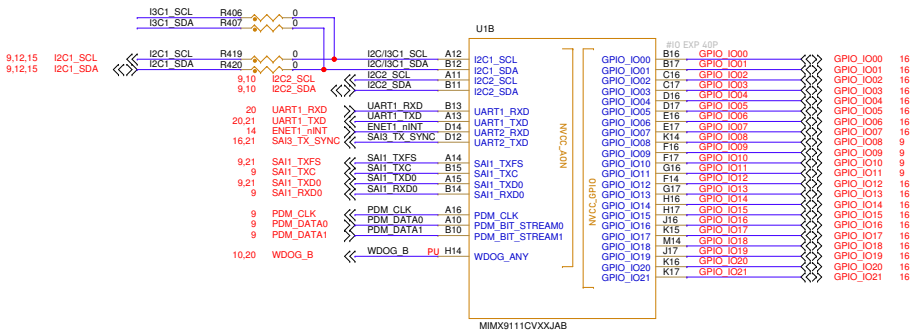 I3C1_SCL R406 0
I3C1_SDA R407 0
U1B
#IO EXP 40P
9,12,15 I2C1_SCL I2C1_SCL R419 0 I2C/I3C1_SCL A12 I2C1_SCL GPIO_IO00 B16 GPIO_IO00 GPIO_IO00 16
9,12,15 I2C1_SDA I2C1_SDA R420 0 I2C/I3C1_SDA B12 I2C1_SDA GPIO_IO01 B17 GPIO_IO01 GPIO_IO01 16
9,10 I2C2_SCL I2C2_SCL A11 I2C2_SCL GPIO_IO02 C16 GPIO_IO02 GPIO_IO02 16
9,10 I2C2_SDA I2C2_SDA B11 I2C2_SDA GPIO_IO03 C17 GPIO_IO03 GPIO_IO03 16
GPIO_IO04 D16 GPIO_IO04 GPIO_IO04 16
20 UART1_RXD UART1_RXD B13 UART1_RXD GPIO_IO05 D17 GPIO_IO05 GPIO_IO05 16
20,21 UART1_TXD UART1_TXD A13 UART1_TXD GPIO_IO06 E16 GPIO_IO06 GPIO_IO06 16
14 ENET1_nINT ENET1_nINT D14 UART2_RXD GPIO_IO07 E17 GPIO_IO07 GPIO_IO07 16
16,21 SAI3_TX_SYNC SAI3_TX_SYNC D12 UART2_TXD GPIO_IO08 K14 GPIO_IO08 GPIO_IO08 9
GPIO_IO09 F16 GPIO_IO09 GPIO_IO09 9
9,21 SAI1_TXFS SAI1_TXFS A14 SAI1_TXFS GPIO_IO10 F17 GPIO_IO10 GPIO_IO10 9
9 SAI1_TXC SAI1_TXC B15 SAI1_TXC GPIO_IO11 G16 GPIO_IO11 GPIO_IO11 9
9,21 SAI1_TXD0 SAI1_TXD0 A15 SAI1_TXD0 GPIO_IO12 F14 GPIO_IO12 GPIO_IO12 16
9 SAI1_RXD0 SAI1_RXD0 B14 SAI1_RXD0 GPIO_IO13 G17 GPIO_IO13 GPIO_IO13 16
GPIO_IO14 H16 GPIO_IO14 GPIO_IO14 16
9 PDM_CLK PDM_CLK A16 PDM_CLK GPIO_IO15 H17 GPIO_IO15 GPIO_IO15 16
9 PDM_DATA0 PDM_DATA0 A10 PDM_BIT_STREAM0 GPIO_IO16 J16 GPIO_IO16 GPIO_IO16 16
9 PDM_DATA1 PDM_DATA1 B10 PDM_BIT_STREAM1 GPIO_IO17 K15 GPIO_IO17 GPIO_IO17 16
GPIO_IO18 M14 GPIO_IO18 GPIO_IO18 16
10,20 WDOG_B WDOG_B PU H14 WDOG_ANY GPIO_IO19 J17 GPIO_IO19 GPIO_IO19 16
GPIO_IO20 K16 GPIO_IO20 GPIO_IO20 16
GPIO_IO21 K17 GPIO_IO21 GPIO_IO21 16
NVCC_AON
NVCC_GPIO
MIMX9111CVXXJAB